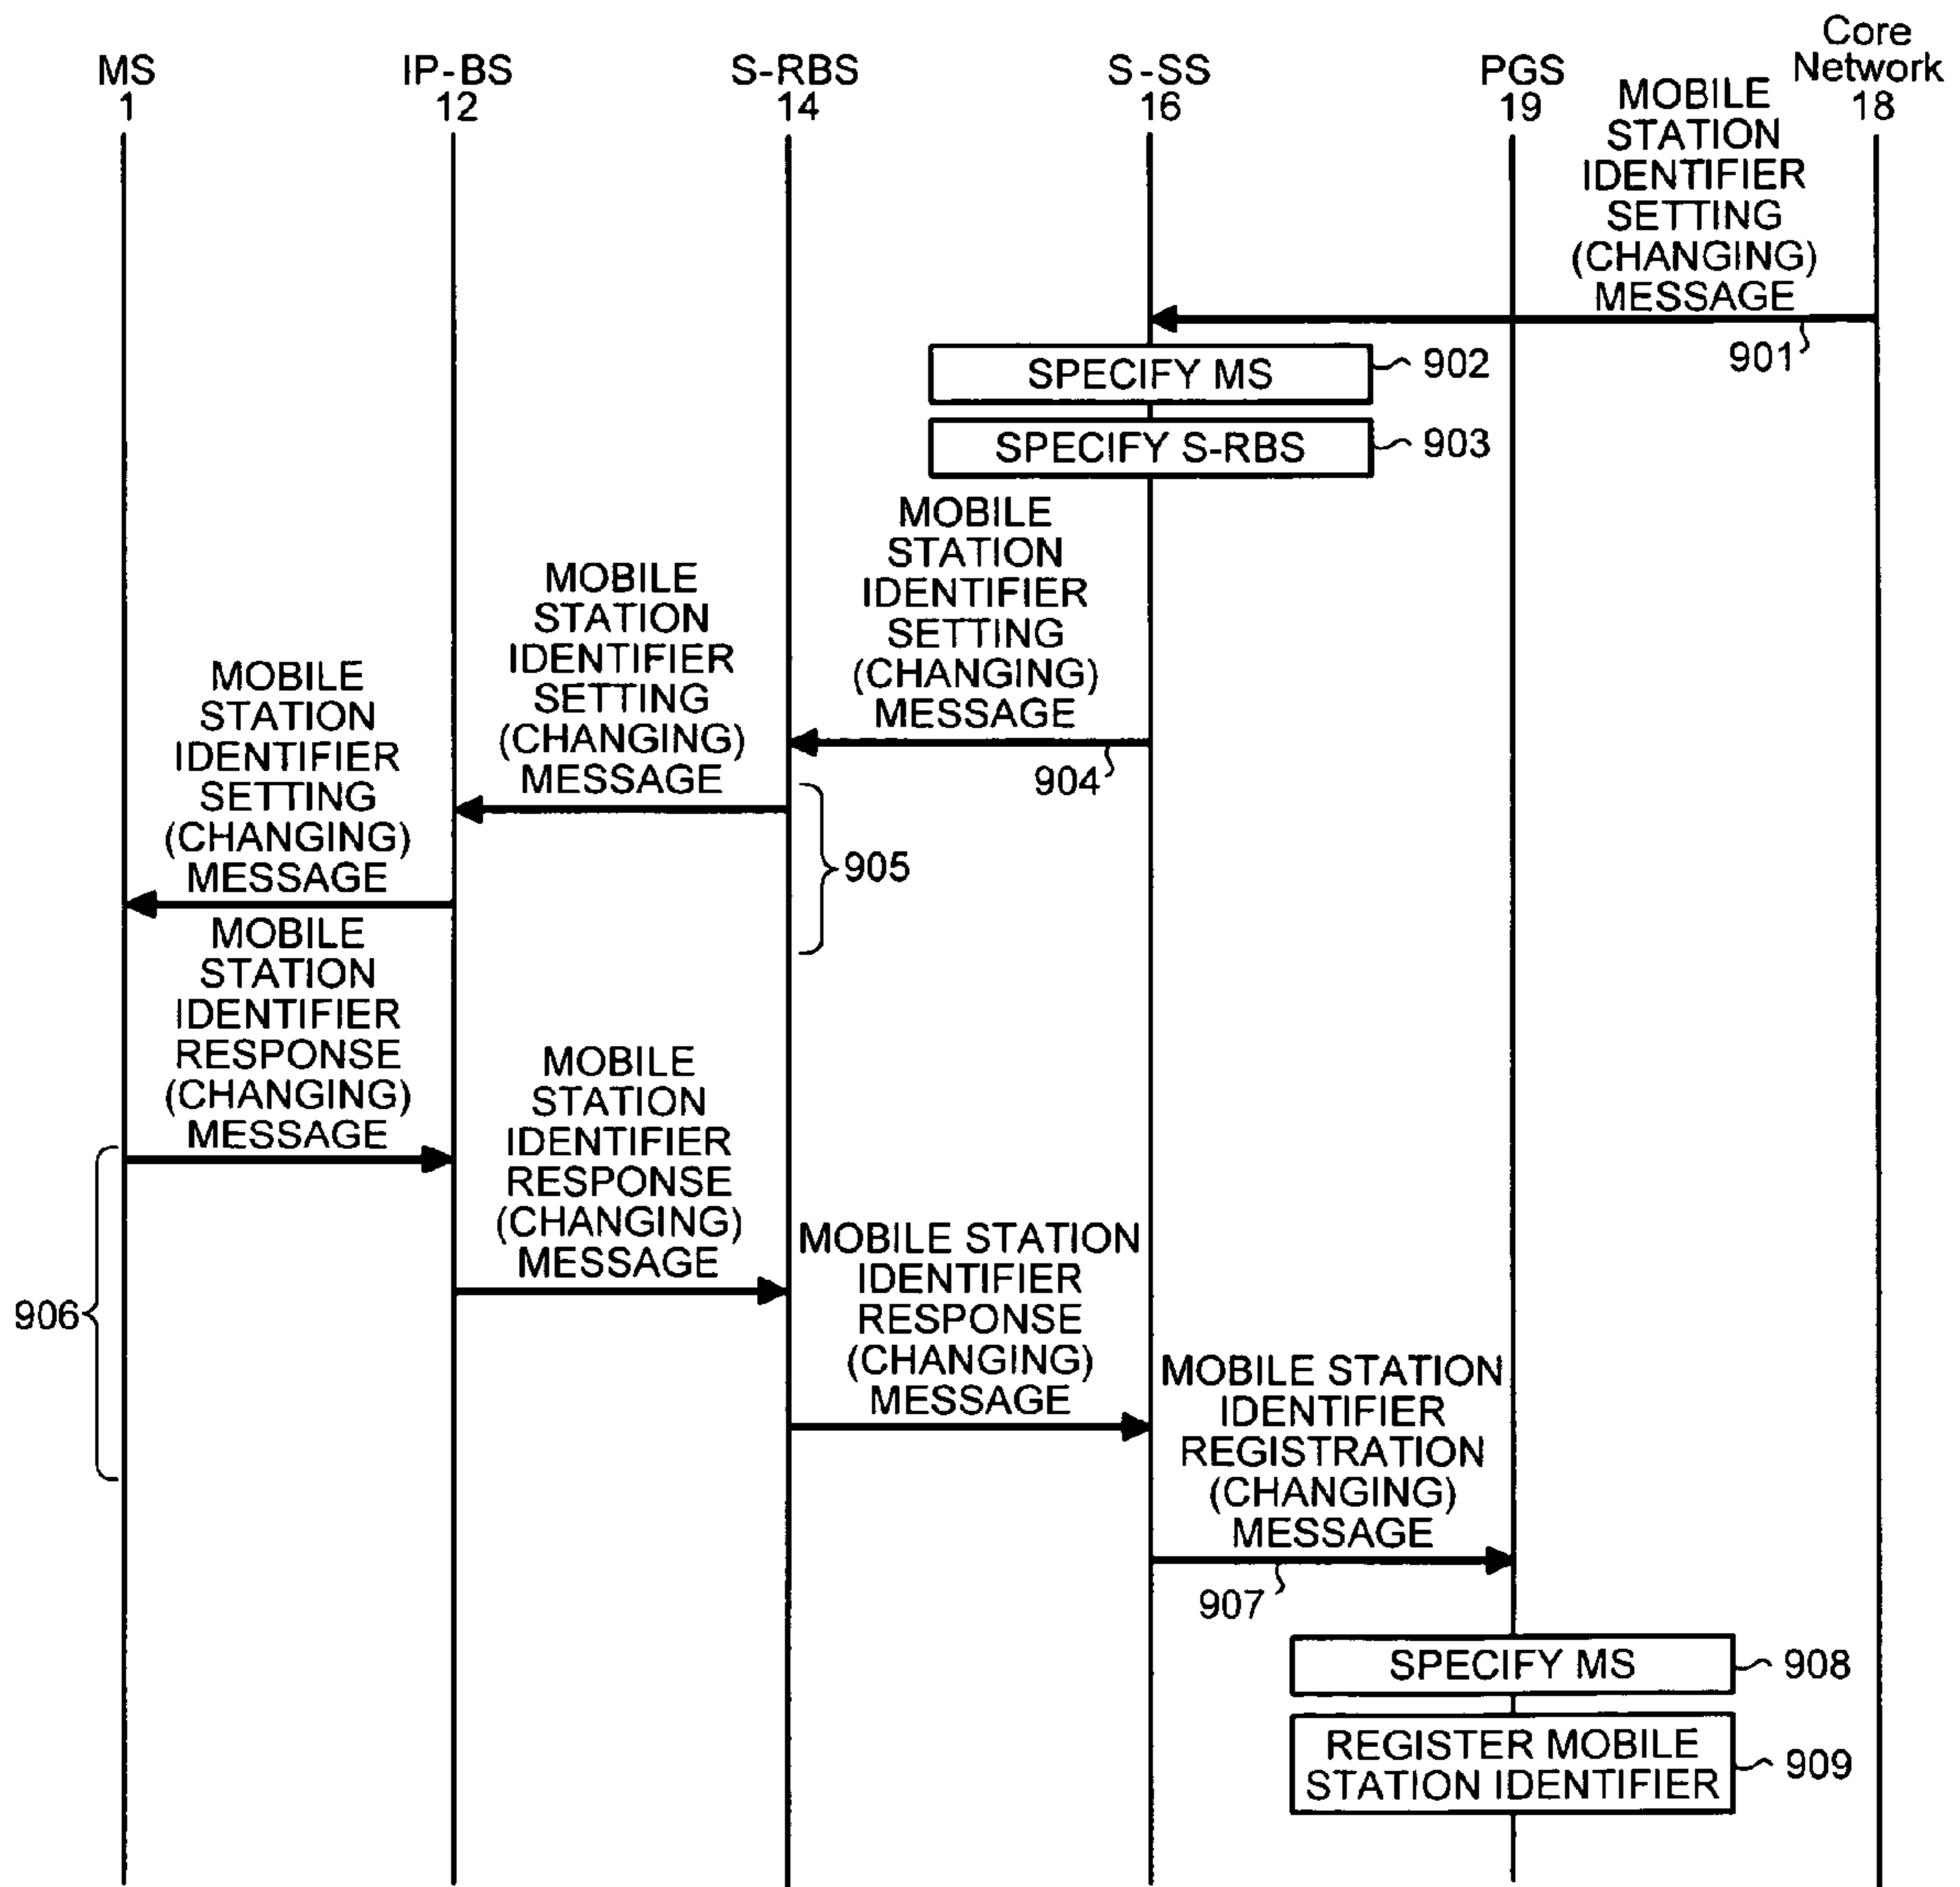 MS
1
IP-BS
12
S-RBS
14
S-SS
16
PGS
19
Core
Network
18
MOBILE
STATION
IDENTIFIER
SETTING
(CHANGING)
MESSAGE
901
SPECIFY MS
902
SPECIFY S-RBS
903
MOBILE
STATION
IDENTIFIER
SETTING
(CHANGING)
MESSAGE
904
MOBILE
STATION
IDENTIFIER
SETTING
(CHANGING)
MESSAGE
905
MOBILE
STATION
IDENTIFIER
SETTING
(CHANGING)
MESSAGE
MOBILE
STATION
IDENTIFIER
RESPONSE
(CHANGING)
MESSAGE
906
MOBILE
STATION
IDENTIFIER
RESPONSE
(CHANGING)
MESSAGE
MOBILE STATION
IDENTIFIER
RESPONSE
(CHANGING)
MESSAGE
MOBILE STATION
IDENTIFIER
REGISTRATION
(CHANGING)
MESSAGE
907
SPECIFY MS
908
REGISTER MOBILE
STATION IDENTIFIER
909